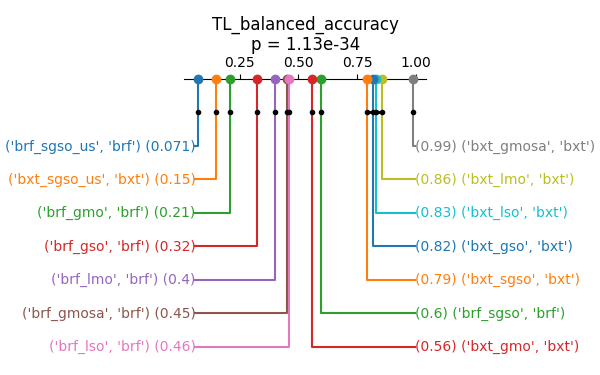 TL_balanced_accuracy
p = 1.13e-34
0.25 0.50 0.75 1.00
('brf_sgso_us', 'brf') (0.071) (0.99) ('bxt_gmosa', 'bxt')
('bxt_sgso_us', 'bxt') (0.15) (0.86) ('bxt_lmo', 'bxt')
('brf_gmo', 'brf') (0.21) (0.83) ('bxt_lso', 'bxt')
('brf_gso', 'brf') (0.32) (0.82) ('bxt_gso', 'bxt')
('brf_lmo', 'brf') (0.4) (0.79) ('bxt_sgso', 'bxt')
('brf_gmosa', 'brf') (0.45) (0.6) ('brf_sgso', 'brf')
('brf_lso', 'brf') (0.46) (0.56) ('bxt_gmo', 'bxt')